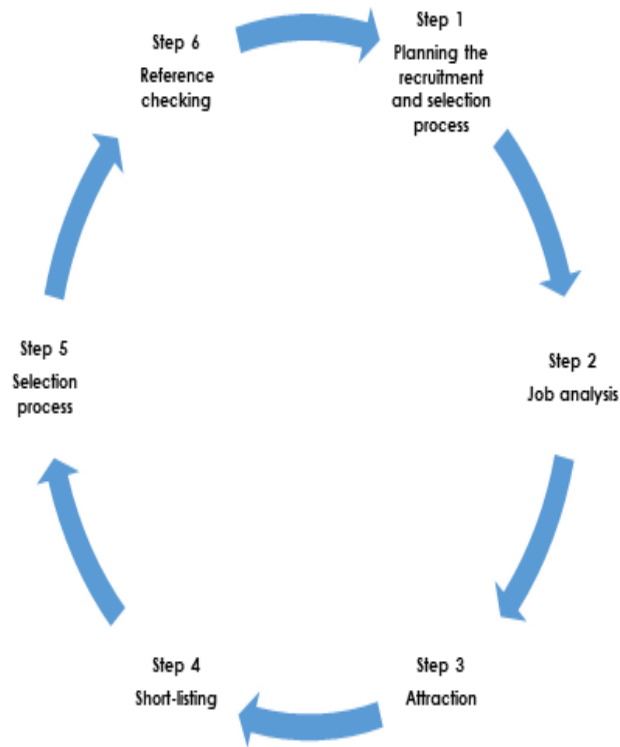 Step 1
Planning the
recruitment
and selection
process
Step 2
Job analysis
Step 3
Attraction
Step 4
Short-listing
Step 5
Selection
process
Step 6
Reference
checking